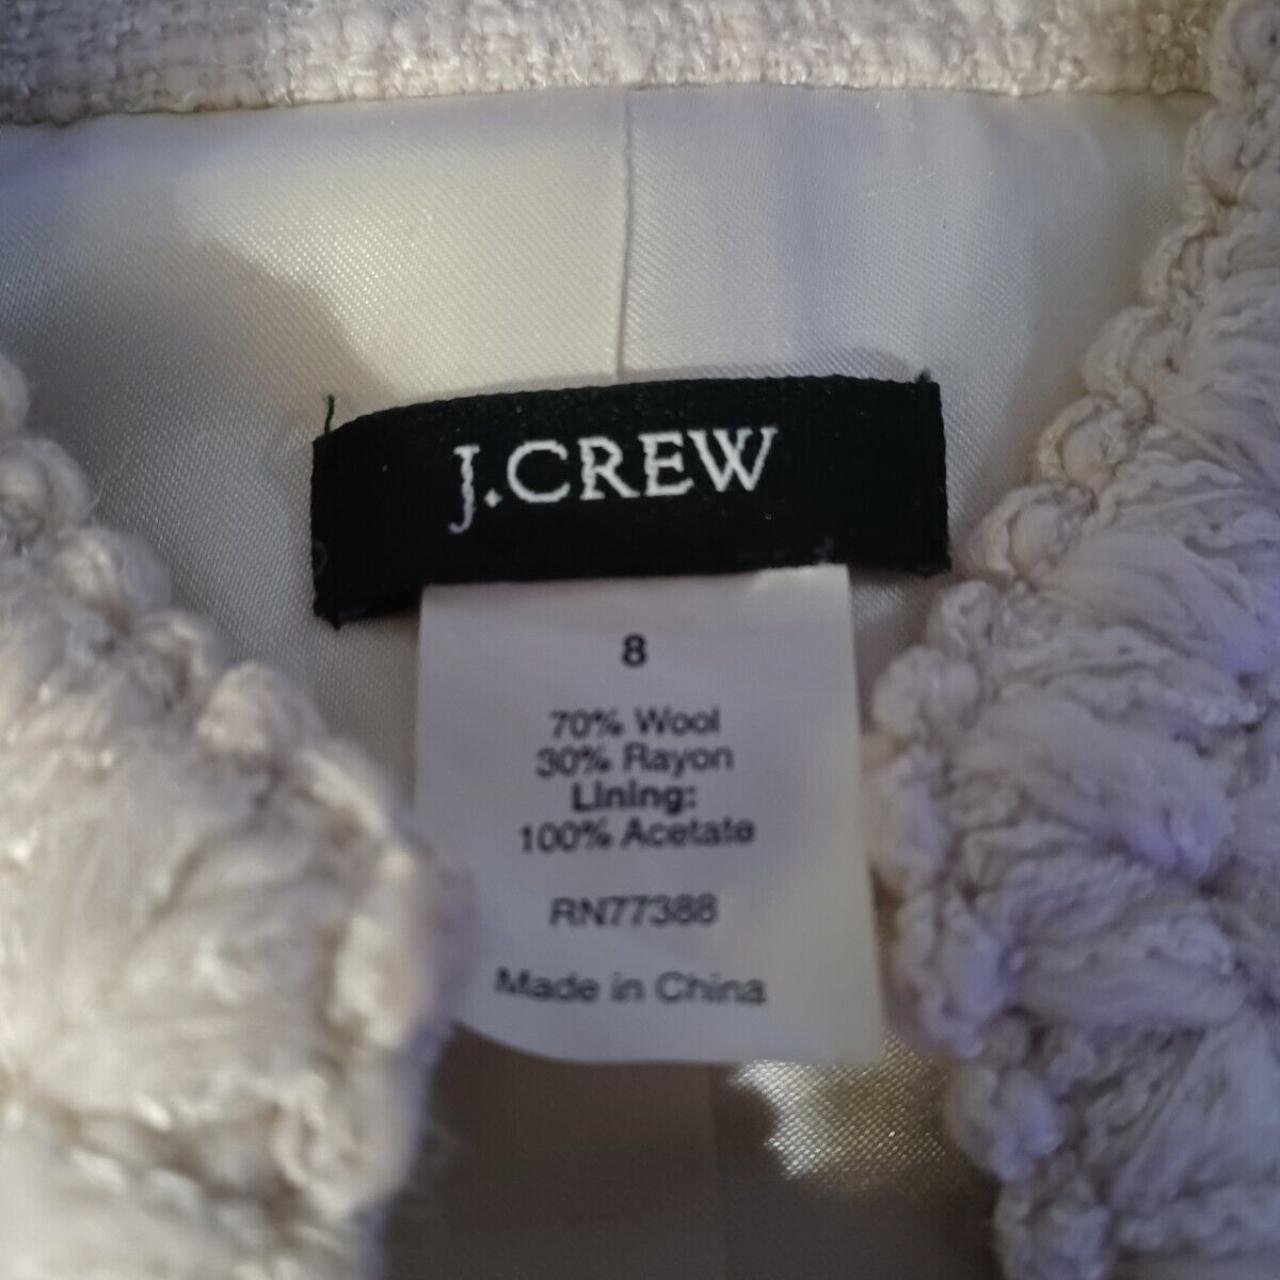 J.CREW
8
70% Wool
30% Rayon
Lining:
100% Acetate
RN77388
Made in China